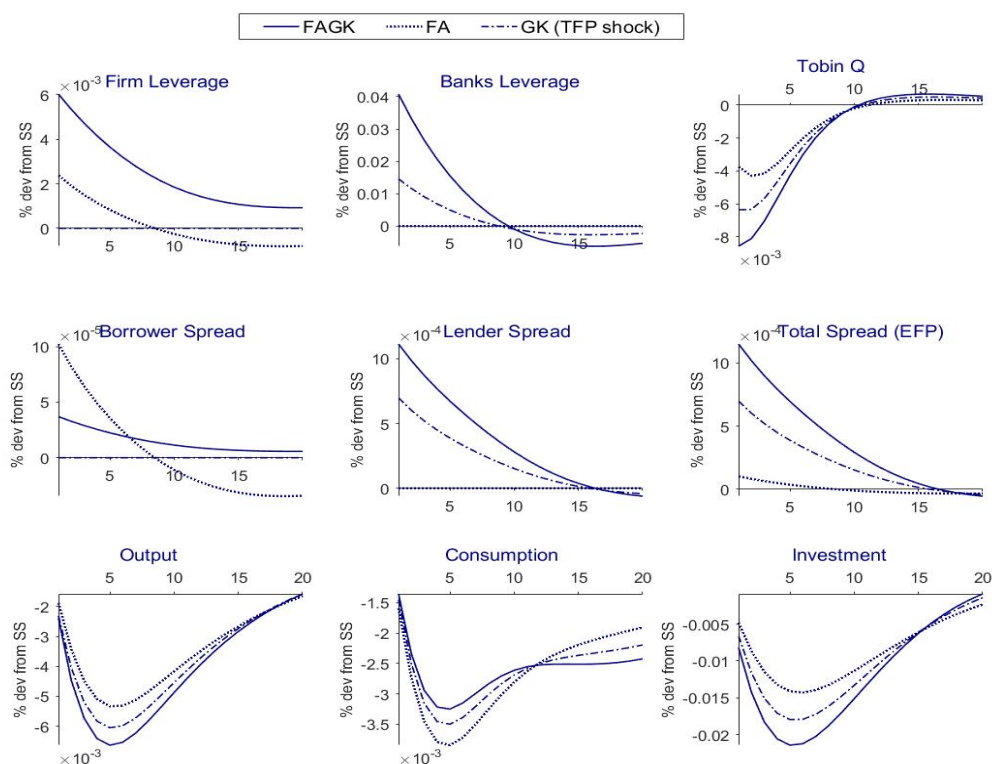 FAGK FA GK (TFP shock)
Firm Leverage
×10⁻³
6
4
2
0
% dev from SS
5 10 15
Banks Leverage
0.04
0.03
0.02
0.01
0
% dev from SS
5 10 15
Tobin Q
5 10 15
0
-2
-4
-6
-8
% dev from SS
×10⁻³
Borrower Spread
×10⁻⁵
10
5
0
% dev from SS
5 10 15
Lender Spread
×10⁻⁴
10
5
0
% dev from SS
5 10 15
Total Spread (EFP)
×10⁻⁴
10
5
0
% dev from SS
5 10 15
Output
5 10 15 20
-2
-3
-4
-5
-6
% dev from SS
×10⁻³
Consumption
5 10 15 20
-1.5
-2
-2.5
-3
-3.5
% dev from SS
×10⁻³
Investment
5 10 15 20
-0.005
-0.01
-0.015
-0.02
% dev from SS